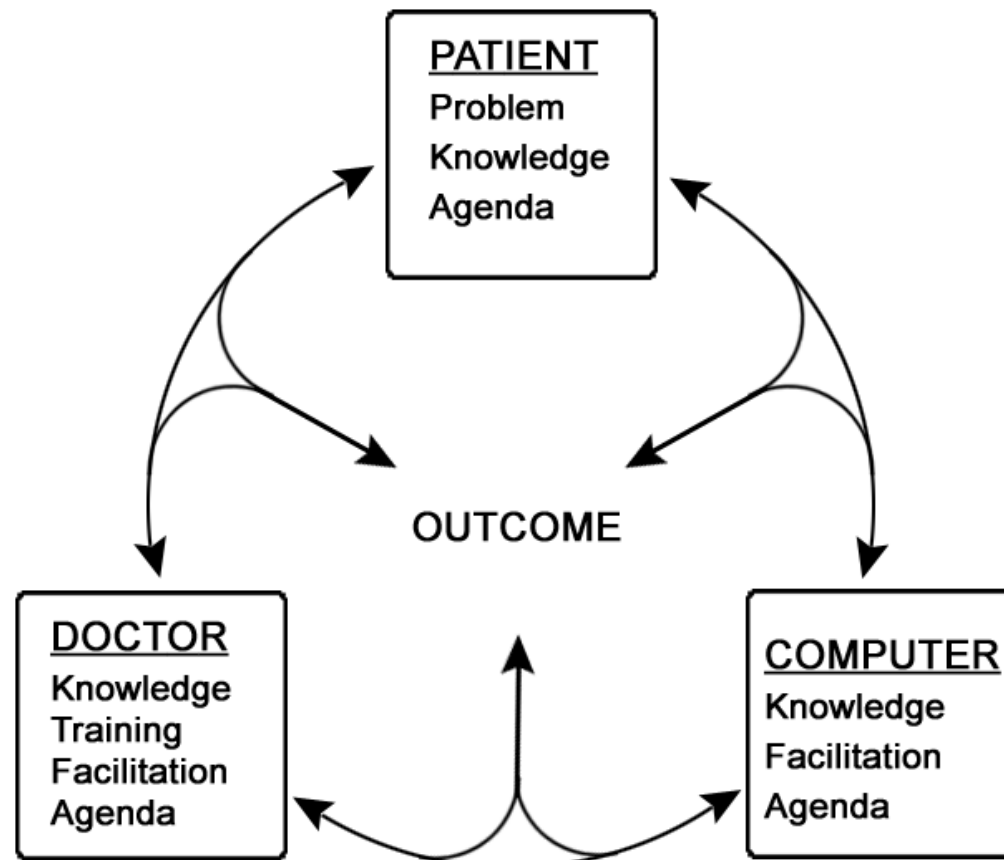 PATIENT
Problem
Knowledge
Agenda
OUTCOME
DOCTOR
Knowledge
Training
Facilitation
Agenda
COMPUTER
Knowledge
Facilitation
Agenda